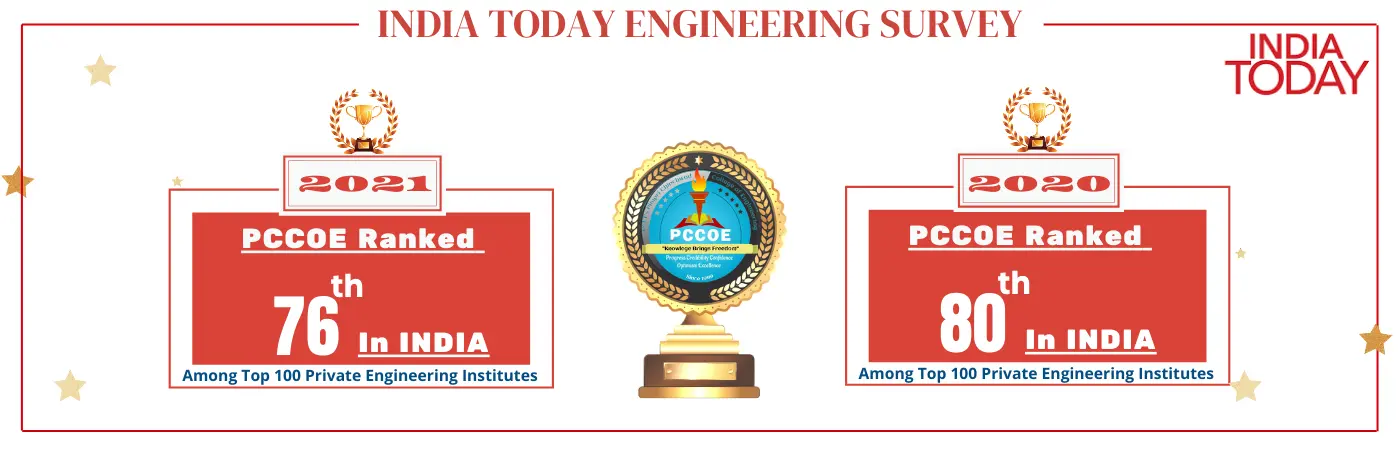 INDIA TODAY ENGINEERING SURVEY
INDIA
TODAY
2021
PCCOE Ranked
76th In INDIA
Among Top 100 Private Engineering Institutes
PCCOE
"Knowlege Brings Freedom"
Progress Credibility Confidence
Optimism Excellence
2020
PCCOE Ranked
80th In INDIA
Among Top 100 Private Engineering Institutes